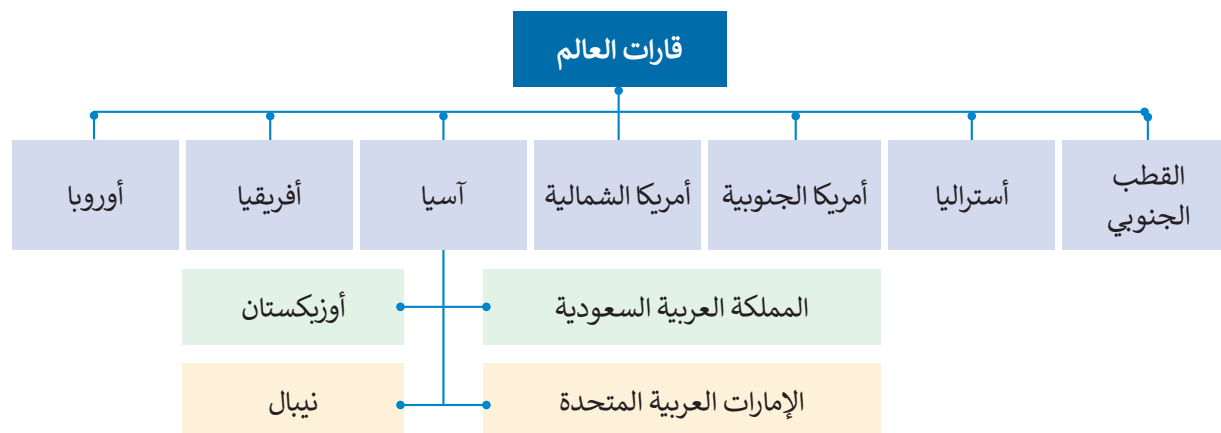 قارات العالم
القطب
الجنوبي
أستراليا
أمريكا الجنوبية
أمريكا الشمالية
آسيا
أفريقيا
أوروبا
المملكة العربية السعودية
أوزبكستان
الإمارات العربية المتحدة
نيبال